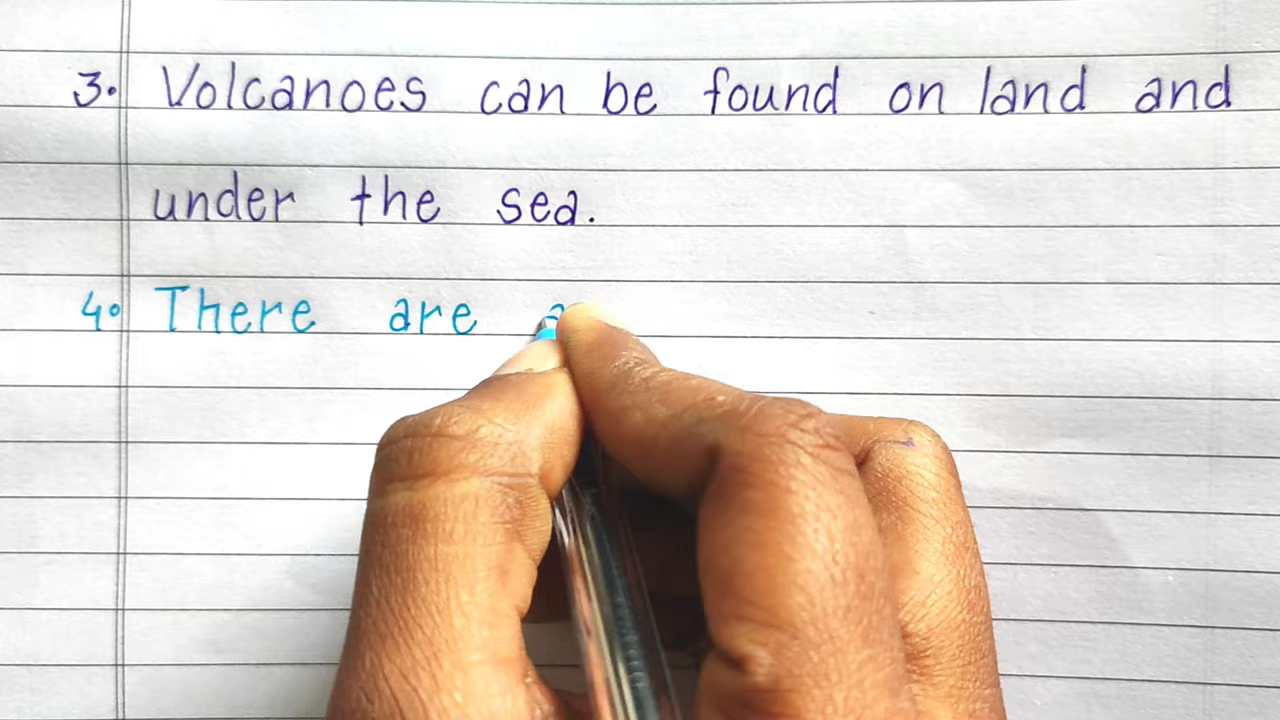 3. Volcanoes can be found on land and
under the sea.
4. There are